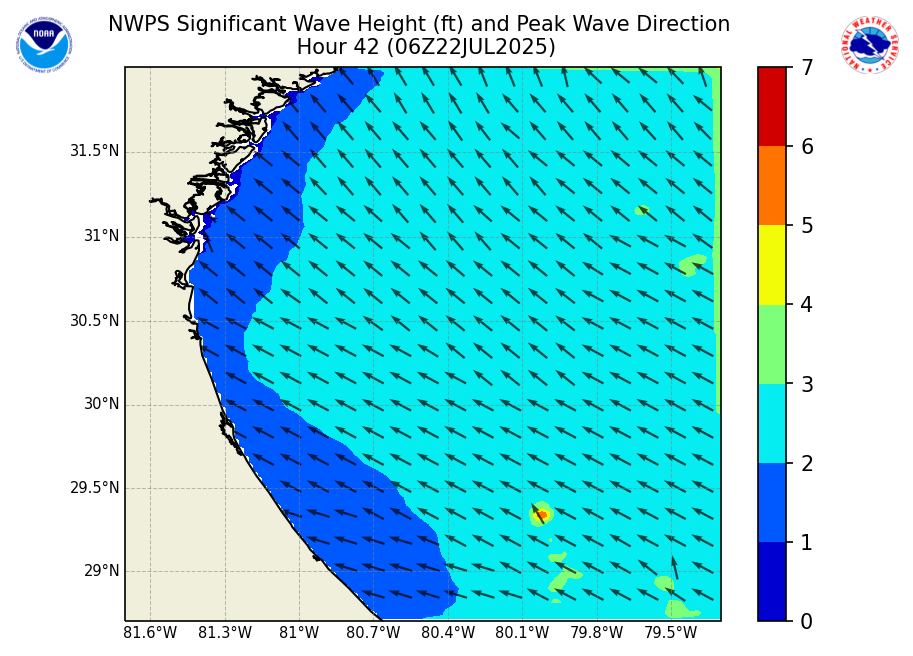 NWPS Significant Wave Height (ft) and Peak Wave Direction
Hour 42 (06Z22JUL2025)
NOAA
NATIONAL WEATHER SERVICE
31.5°N
31°N
30.5°N
30°N
29.5°N
29°N
81.6°W 81.3°W 81°W 80.7°W 80.4°W 80.1°W 79.8°W 79.5°W
7
6
5
4
3
2
1
0